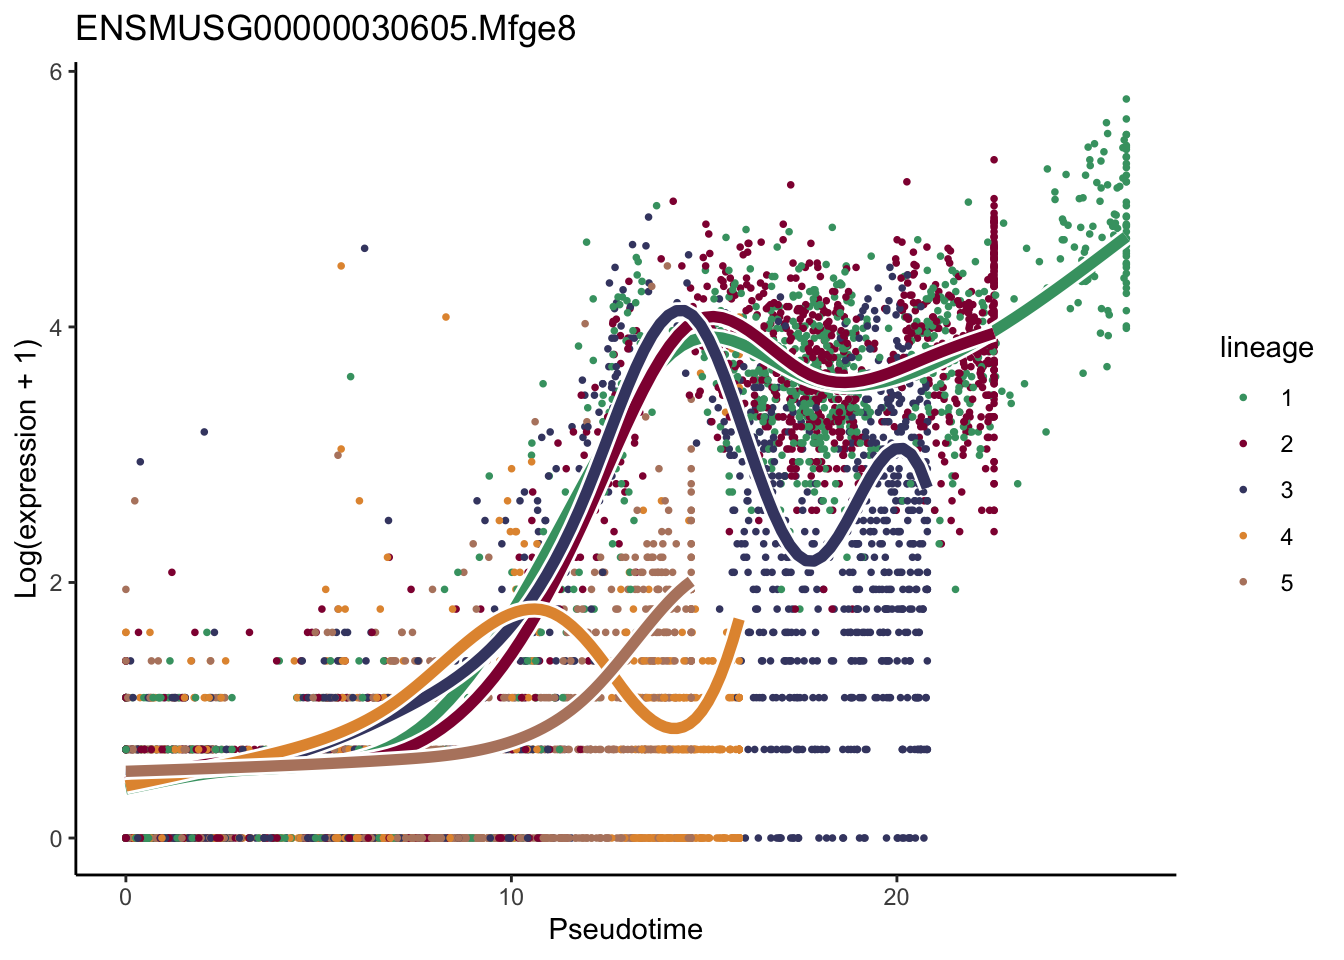 ENSMUSG00000030605.Mfge8
6
4
2
0
Log(expression + 1)
0 10 20
Pseudotime
lineage
1
2
3
4
5